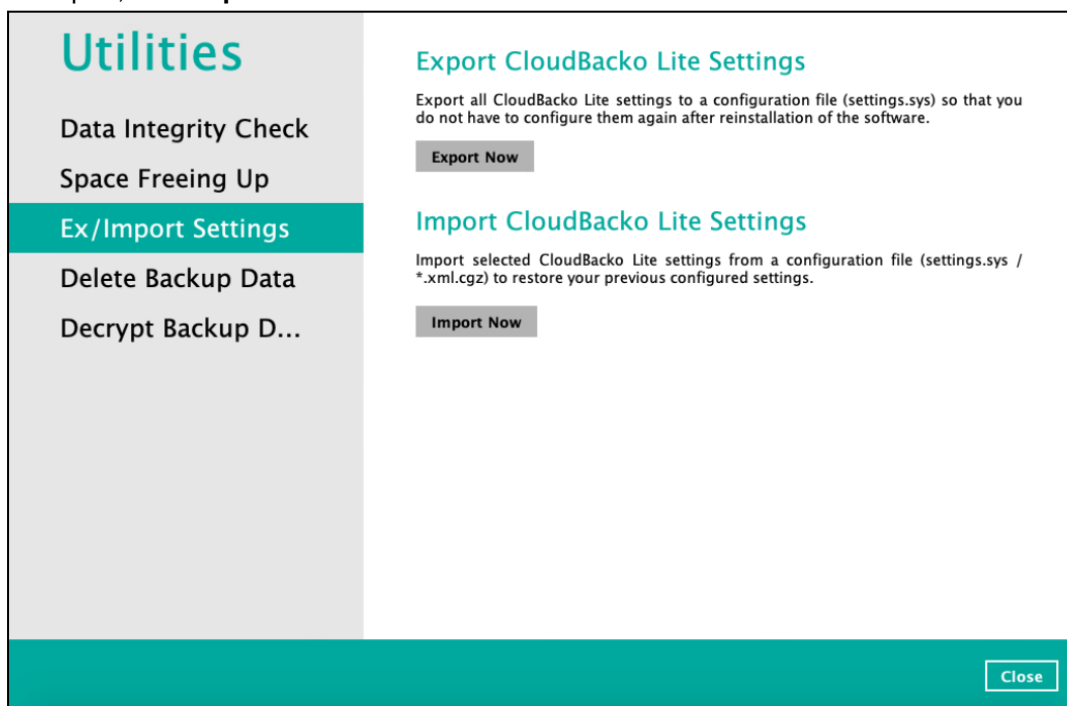 Utilities
Data Integrity Check
Space Freeing Up
Ex/Import Settings
Delete Backup Data
Decrypt Backup D...
Export CloudBacko Lite Settings
Export all CloudBacko Lite settings to a configuration file (settings.sys) so that you
do not have to configure them again after reinstallation of the software.
Export Now
Import CloudBacko Lite Settings
Import selected CloudBacko Lite settings from a configuration file (settings.sys /
*.xml.cgz) to restore your previous configured settings.
Import Now
Close